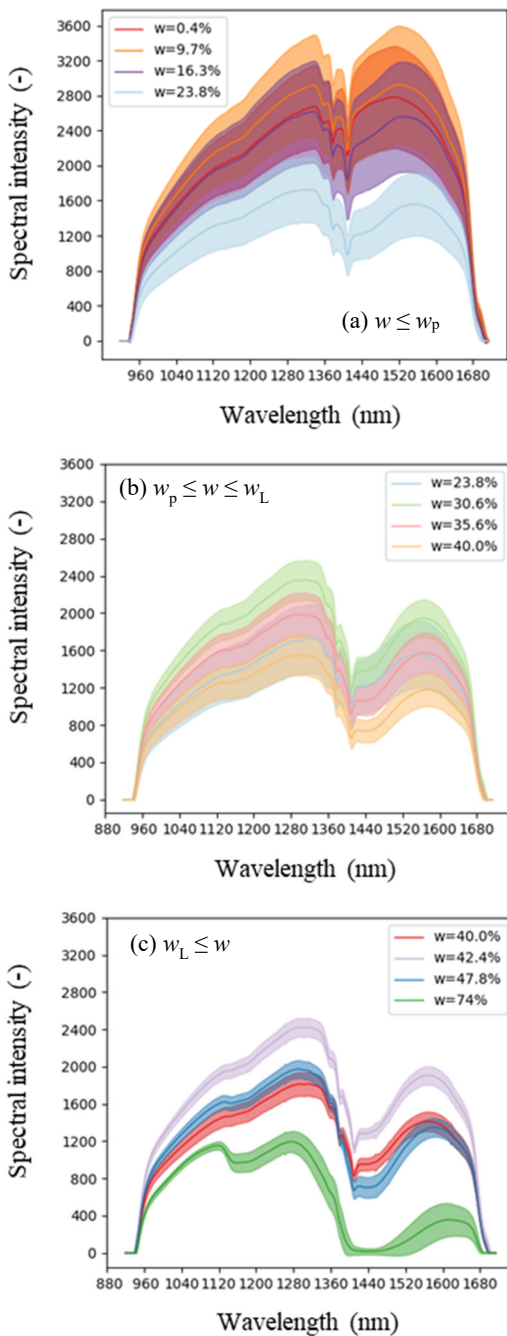 w=0.4%
w=9.7%
w=16.3%
w=23.8%
3600
3200
2800
2400
2000
1600
1200
800
400
0
Spectral intensity (-)
(a) w ≤ wp
960 1040 1120 1200 1280 1360 1440 1520 1600 1680
Wavelength (nm)
(b) wp ≤ w ≤ wL
w=23.8%
w=30.6%
w=35.6%
w=40.0%
3600
3200
2800
2400
2000
1600
1200
800
400
0
Spectral intensity (-)
880 960 1040 1120 1200 1280 1360 1440 1520 1600 1680
Wavelength (nm)
(c) wL ≤ w
w=40.0%
w=42.4%
w=47.8%
w=74%
3600
3200
2800
2400
2000
1600
1200
800
400
0
Spectral intensity (-)
880 960 1040 1120 1200 1280 1360 1440 1520 1600 1680
Wavelength (nm)